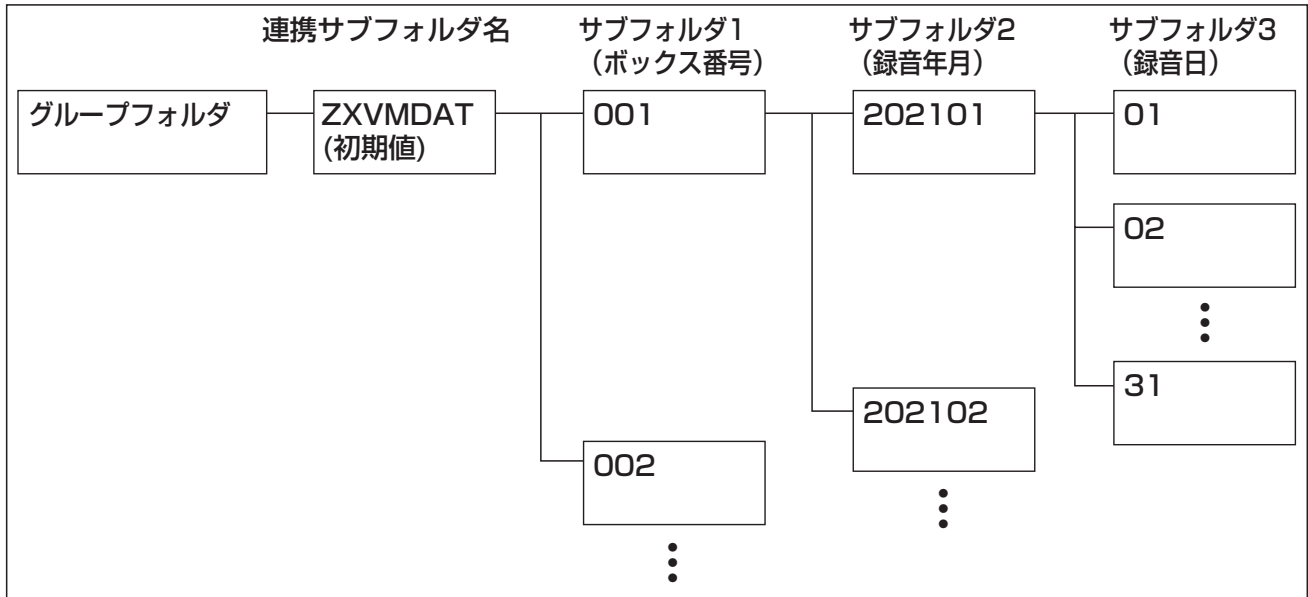 連携サブフォルダ名
サブフォルダ1
（ボックス番号）
サブフォルダ2
（録音年月）
サブフォルダ3
（録音日）
グループフォルダ
ZXVMDAT
(初期値)
001
202101
01
02
31
202102
002